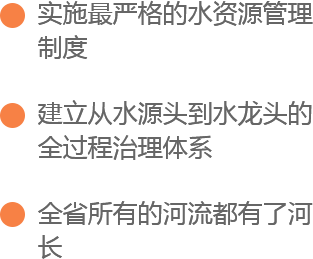 实施最严格的水资源管理
制度
建立从水源头到水龙头的
全过程治理体系
全省所有的河流都有了河
长